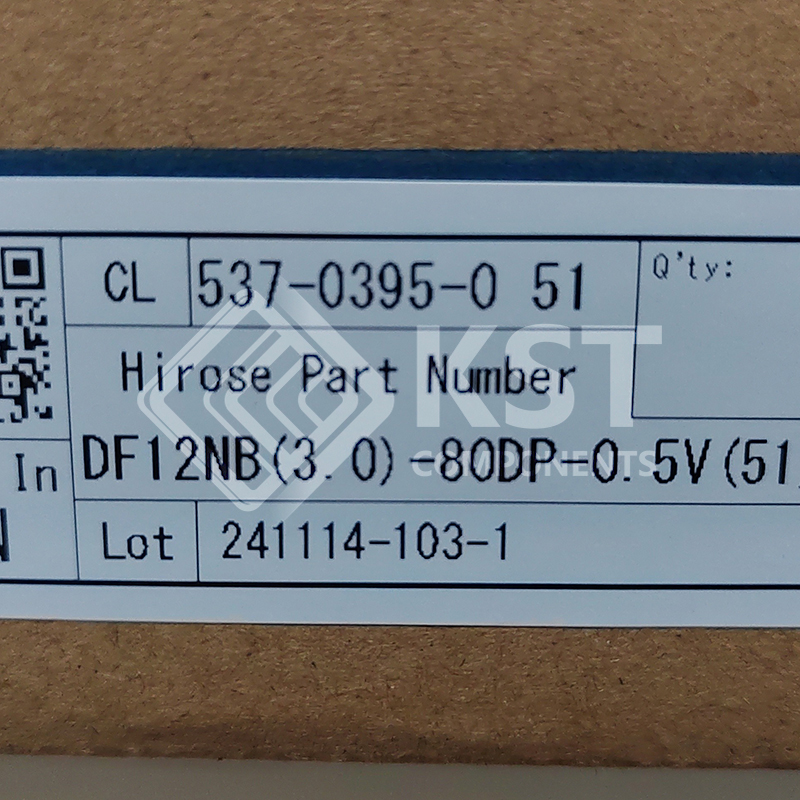 CL 537-0395-0 51 Q'ty:
Hirose Part Number
DF12NB(3.0)-80DP-0.5V(51
In
Lot 241114-103-1
KST
COMPONENTS